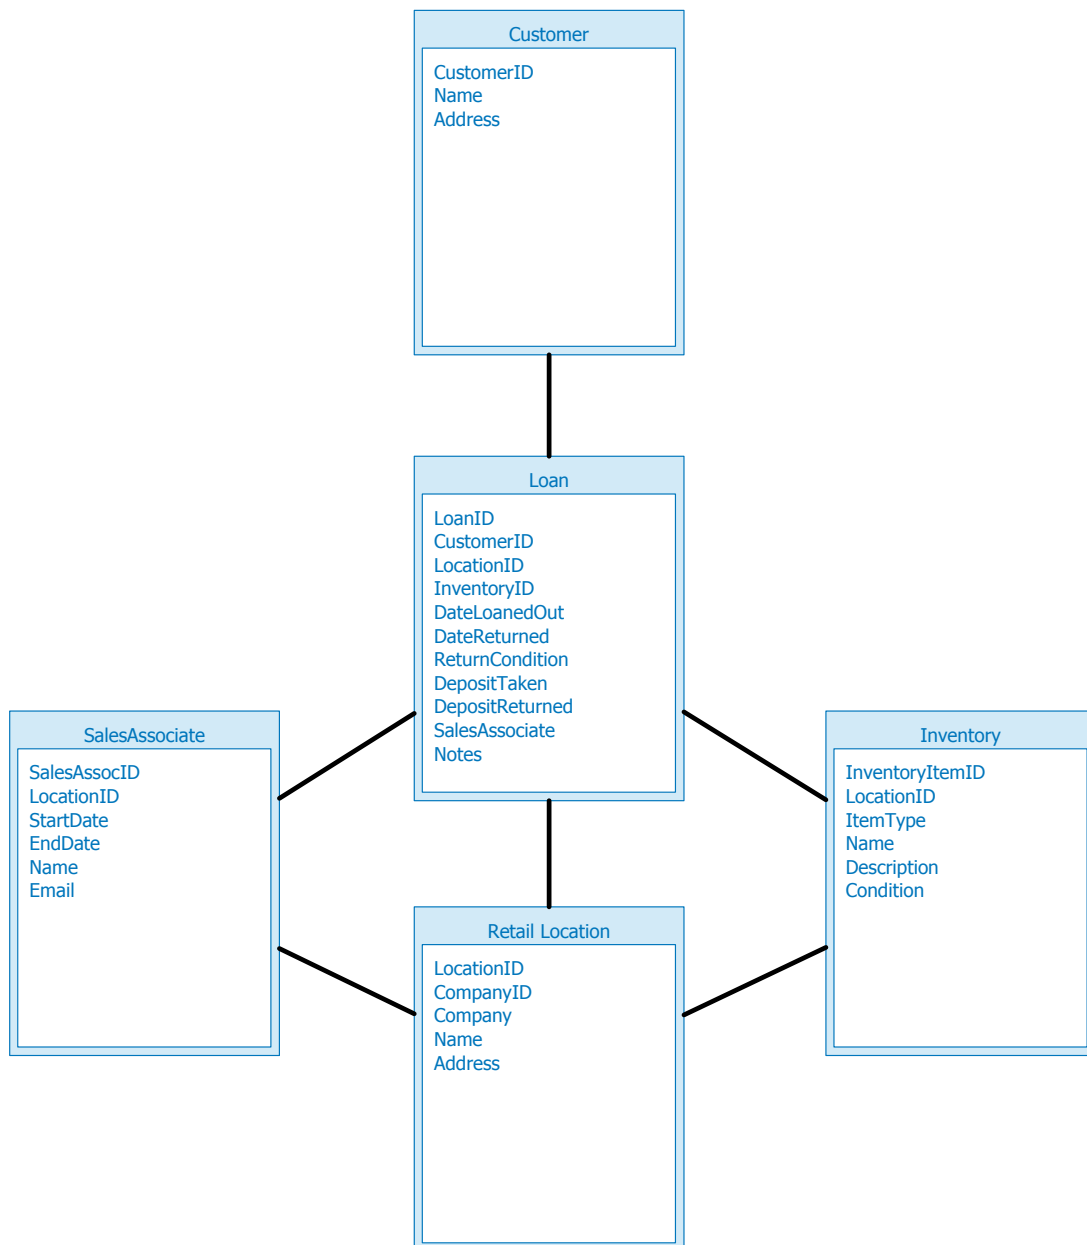 Customer
CustomerID
Name
Address
Loan
LoanID
CustomerID
LocationID
InventoryID
DateLoanedOut
DateReturned
ReturnCondition
DepositTaken
DepositReturned
SalesAssociate
Notes
SalesAssociate
SalesAssocID
LocationID
StartDate
EndDate
Name
Email
Inventory
InventoryItemID
LocationID
ItemType
Name
Description
Condition
Retail Location
LocationID
CompanyID
Company
Name
Address